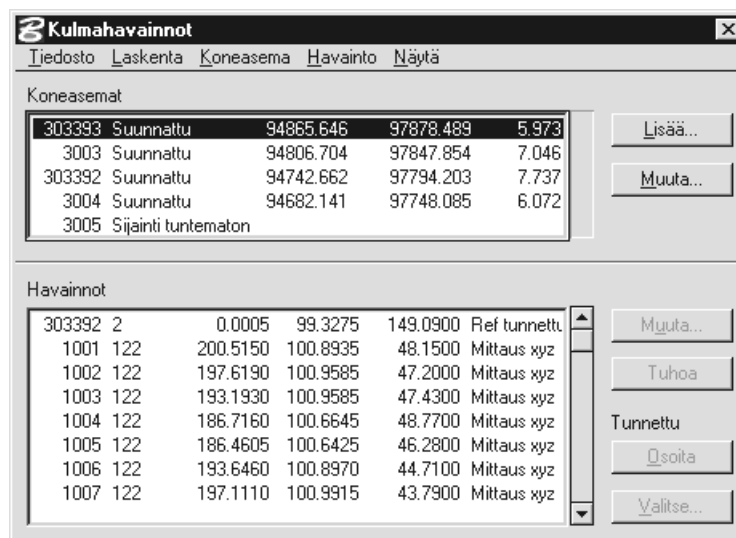 Kulmahavainnot
Tiedosto Laskenta Koneasema Havainto Näytä
Koneasemat
303393 Suunnattu 94865.646 97878.489 5.973
3003 Suunnattu 94806.704 97847.854 7.046
303392 Suunnattu 94742.662 97794.203 7.737
3004 Suunnattu 94682.141 97748.085 6.072
3005 Sijainti tuntematon
Lisää...
Muuta...
Havainnot
303392 2 0.0005 99.3275 149.0900 Ref tunnettu
1001 122 200.5150 100.8935 48.1500 Mittaus xyz
1002 122 197.6190 100.9585 47.2000 Mittaus xyz
1003 122 193.1930 100.9585 47.4300 Mittaus xyz
1004 122 186.7160 100.6645 48.7700 Mittaus xyz
1005 122 186.4605 100.6425 46.2800 Mittaus xyz
1006 122 193.6460 100.8970 44.7100 Mittaus xyz
1007 122 197.1110 100.9915 43.7900 Mittaus xyz
Muuta...
Tuhoa
Tunnettu
Osoita
Valitse...